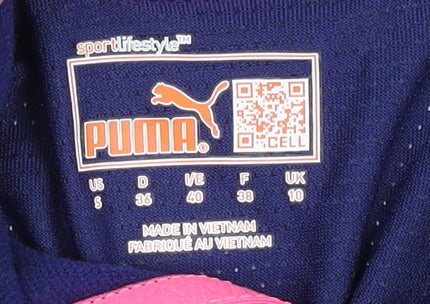 sportlifestyle™
PUMA®
CELL
US D I/E F UK
S 36 40 38 10
MADE IN VIETNAM
FABRIQUÉ AU VIETNAM